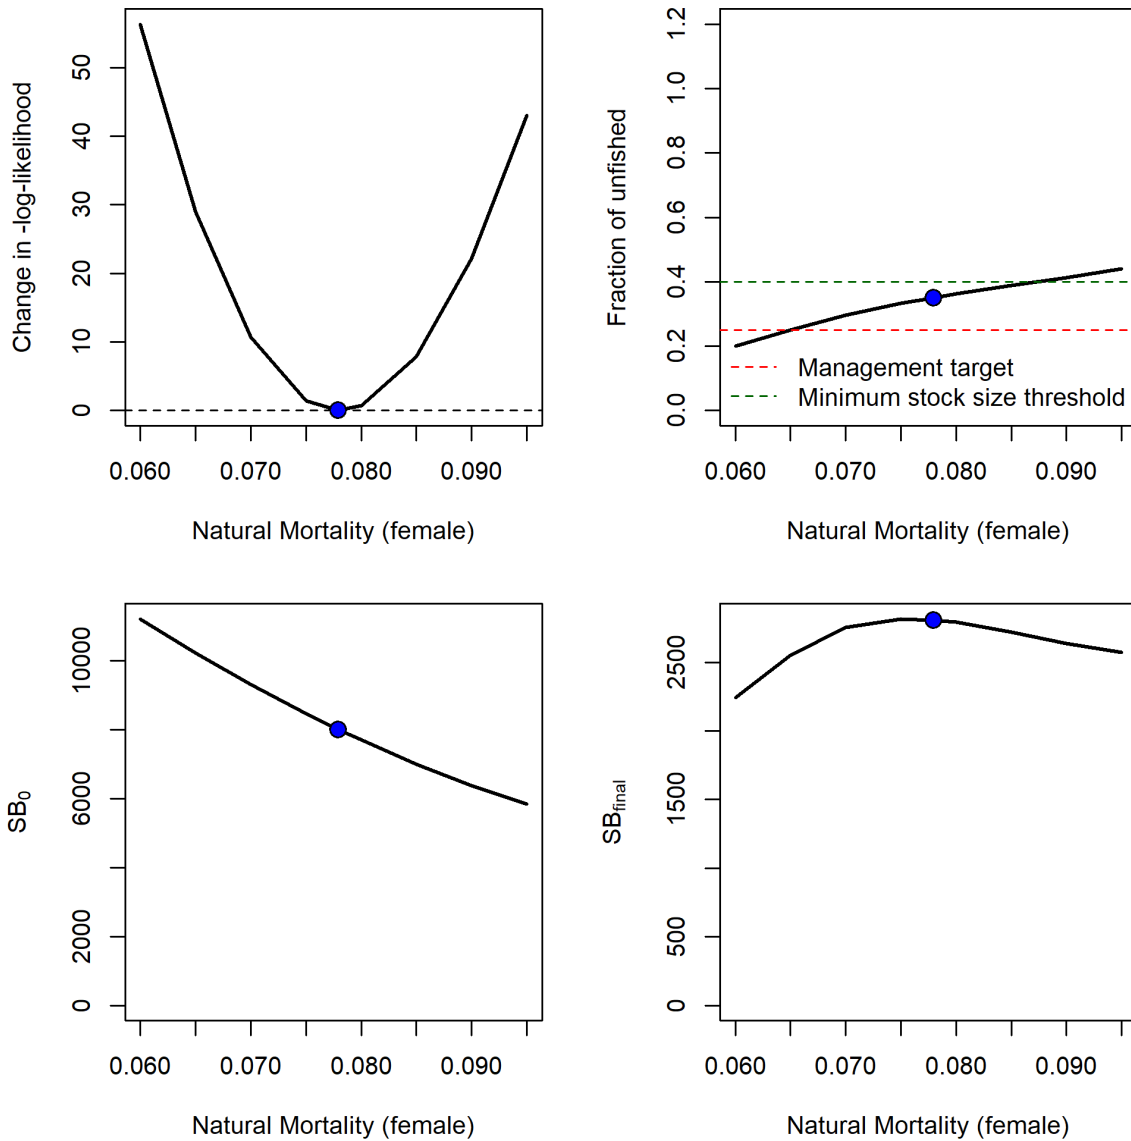 Change in -log-likelihood
50
40
30
20
10
0
0.060 0.070 0.080 0.090
Natural Mortality (female)
Fraction of unfished
1.2
1.0
0.8
0.6
0.4
0.2
0.0
Management target
Minimum stock size threshold
0.060 0.070 0.080 0.090
Natural Mortality (female)
SB₀
10000
6000
2000
0
0.060 0.070 0.080 0.090
Natural Mortality (female)
SBfinal
2500
1500
500
0
0.060 0.070 0.080 0.090
Natural Mortality (female)